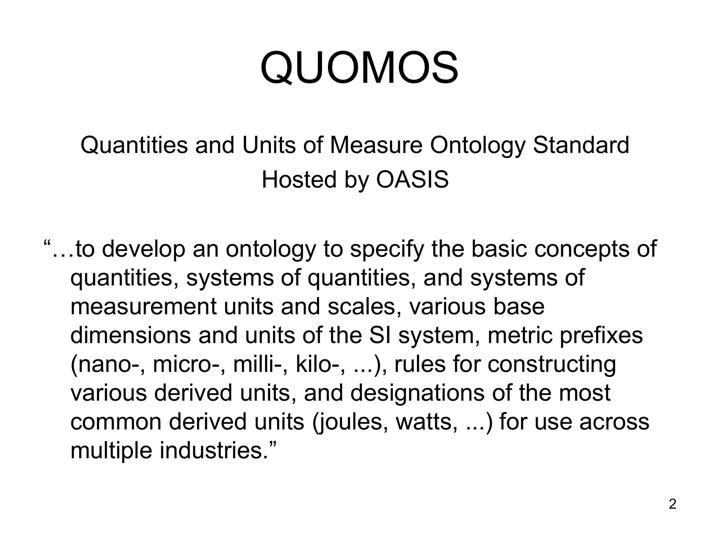 QUOMOS
Quantities and Units of Measure Ontology Standard
Hosted by OASIS
“…to develop an ontology to specify the basic concepts of
quantities, systems of quantities, and systems of
measurement units and scales, various base
dimensions and units of the SI system, metric prefixes
(nano-, micro-, milli-, kilo-, ...), rules for constructing
various derived units, and designations of the most
common derived units (joules, watts, ...) for use across
multiple industries.”
2